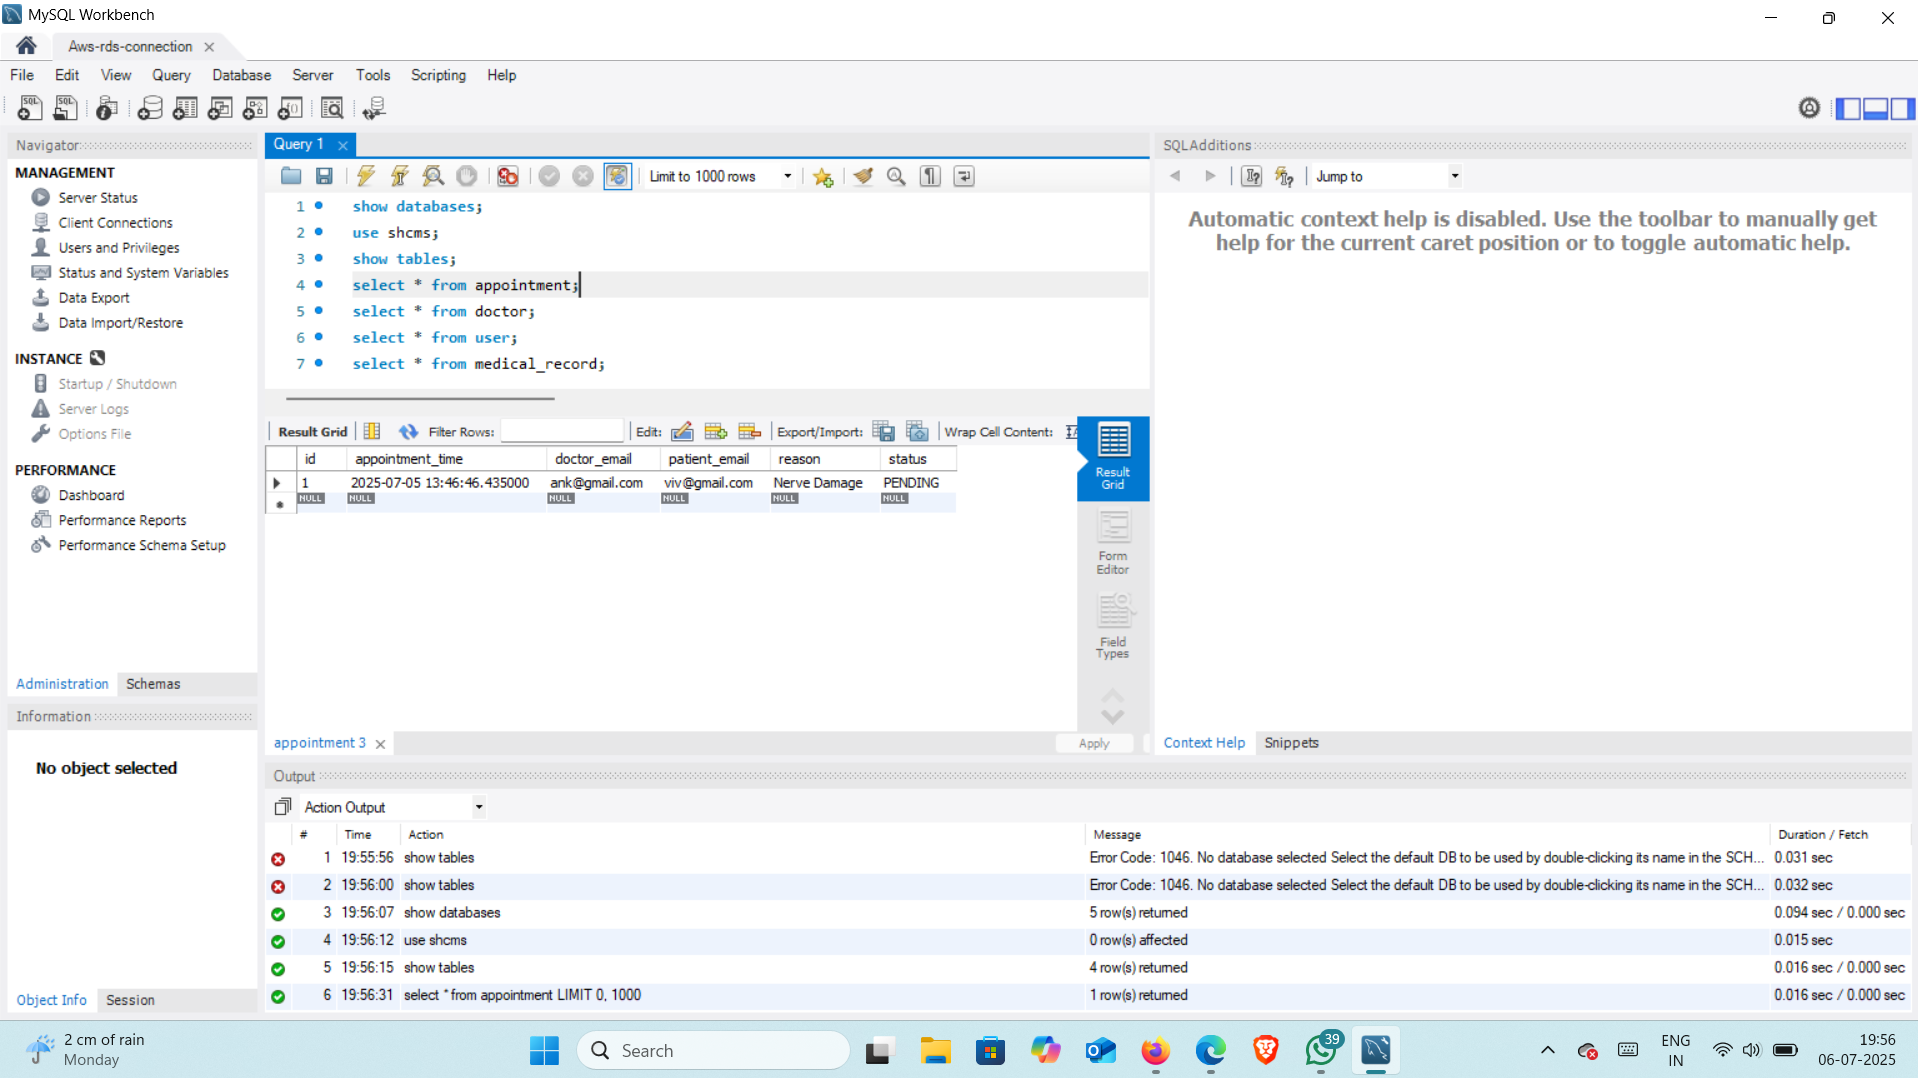 MySQL Workbench
Aws-rds-connection
File Edit View Query Database Server Tools Scripting Help
Navigator
MANAGEMENT
Server Status
Client Connections
Users and Privileges
Status and System Variables
Data Export
Data Import/Restore
INSTANCE
Startup / Shutdown
Server Logs
Options File
PERFORMANCE
Dashboard
Performance Reports
Performance Schema Setup
Administration Schemas
Information
No object selected
Object Info Session
Query 1
Limit to 1000 rows
1 show databases;
2 use shcms;
3 show tables;
4 select * from appointment;
5 select * from doctor;
6 select * from user;
7 select * from medical_record;
Result Grid Filter Rows: Edit: Export/Import: Wrap Cell Content:
id appointment_time doctor_email patient_email reason status
1 2025-07-05 13:46:46.435000 ank@gmail.com viv@gmail.com Nerve Damage PENDING
NULL NULL NULL NULL NULL NULL
Result Grid
Form Editor
Field Types
appointment 3 Apply
SQLAdditions
Jump to
Automatic context help is disabled. Use the toolbar to manually get
help for the current caret position or to toggle automatic help.
Context Help Snippets
Output
Action Output
# Time Action Message Duration / Fetch
1 19:55:56 show tables Error Code: 1046. No database selected Select the default DB to be used by double-clicking its name in the SCH... 0.031 sec
2 19:56:00 show tables Error Code: 1046. No database selected Select the default DB to be used by double-clicking its name in the SCH... 0.032 sec
3 19:56:07 show databases 5 row(s) returned 0.094 sec / 0.000 sec
4 19:56:12 use shcms 0 row(s) affected 0.015 sec
5 19:56:15 show tables 4 row(s) returned 0.016 sec / 0.000 sec
6 19:56:31 select * from appointment LIMIT 0, 1000 1 row(s) returned 0.016 sec / 0.000 sec
2 cm of rain
Monday
Search
39
ENG
IN
19:56
06-07-2025